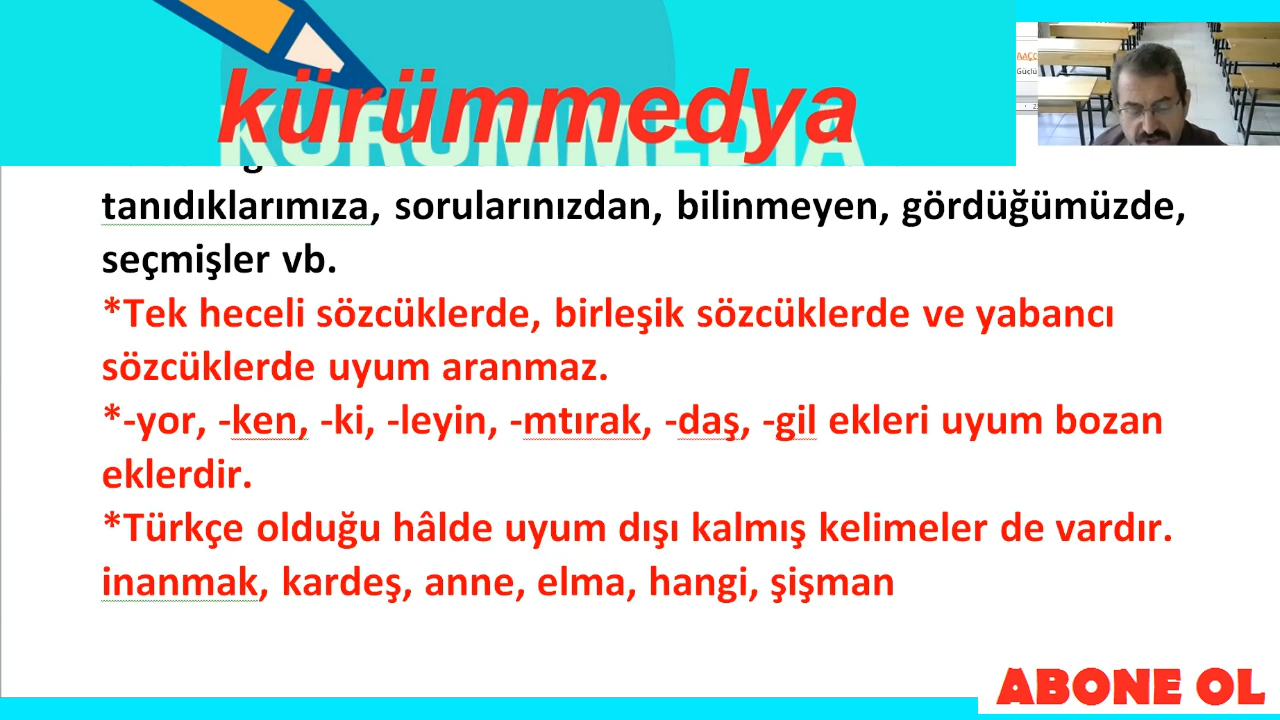 kürümmedya
KURUMMEDIA
Güçlü
tanıdıklarımıza, sorularınızdan, bilinmeyen, gördüğümüzde,
seçmişler vb.
*Tek heceli sözcüklerde, birleşik sözcüklerde ve yabancı
sözcüklerde uyum aranmaz.
*-yor, -ken, -ki, -leyin, -mtırak, -daş, -gil ekleri uyum bozan
eklerdir.
*Türkçe olduğu hâlde uyum dışı kalmış kelimeler de vardır.
inanmak, kardeş, anne, elma, hangi, şişman
ABONE OL